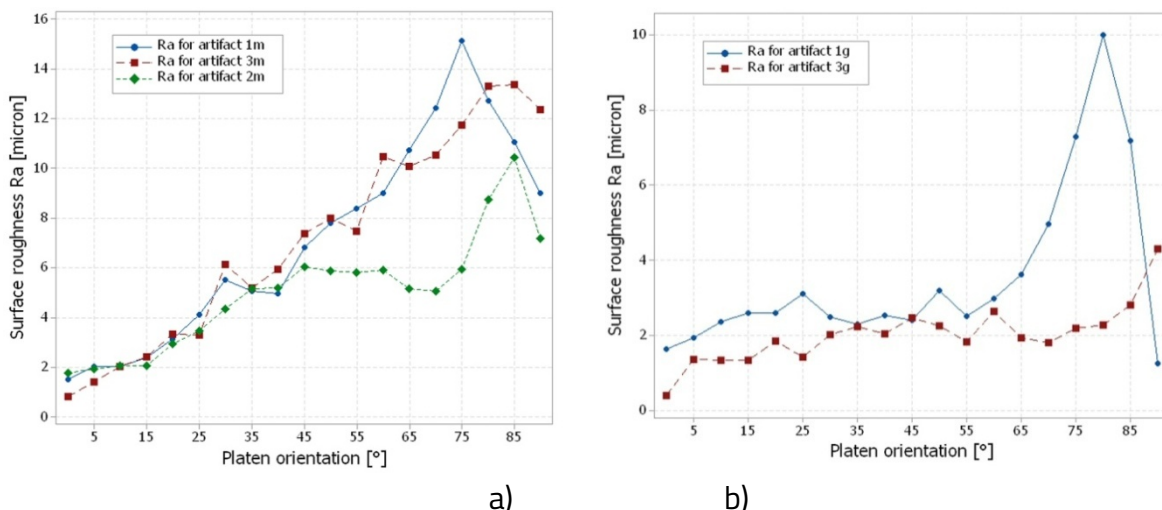 Surface roughness Ra [micron]
16
14
12
10
8
6
4
2
0
Ra for artifact 1m
Ra for artifact 3m
Ra for artifact 2m
5 15 25 35 45 55 65 75 85
Platen orientation [°]
a)
Surface roughness Ra [micron]
10
8
6
4
2
0
Ra for artifact 1g
Ra for artifact 3g
5 15 25 35 45 55 65 75 85
Platen orientation [°]
b)